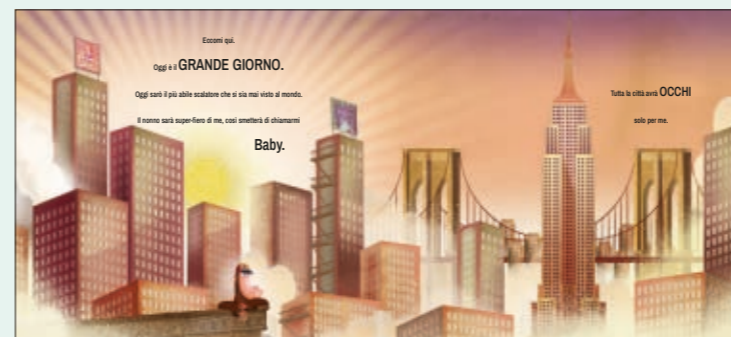 Eccomi qui.
Oggi è il GRANDE GIORNO.
Oggi sarò il più abile scalatore che si sia mai visto al mondo.
Il nonno sarà super-fiero di me, così smetterà di chiamarmi
Baby.
Tutta la città avrà OCCHI
solo per me.